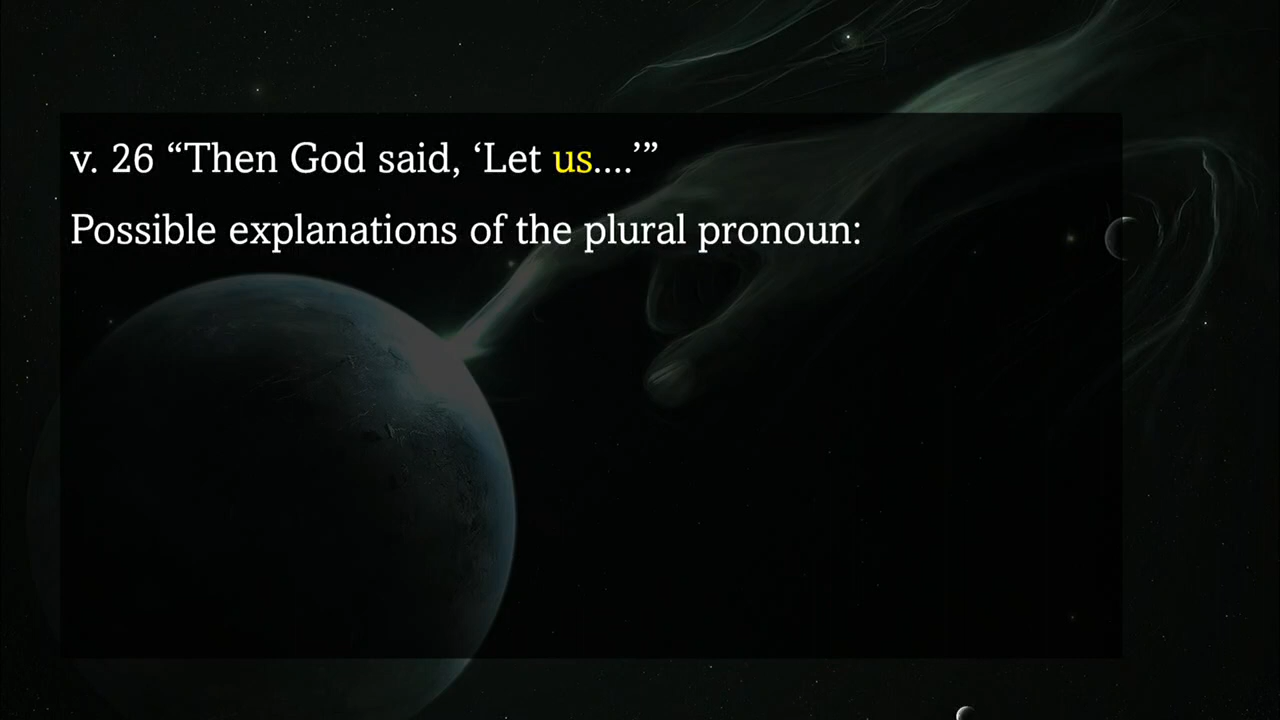 v. 26 “Then God said, ‘Let us....’”
Possible explanations of the plural pronoun: